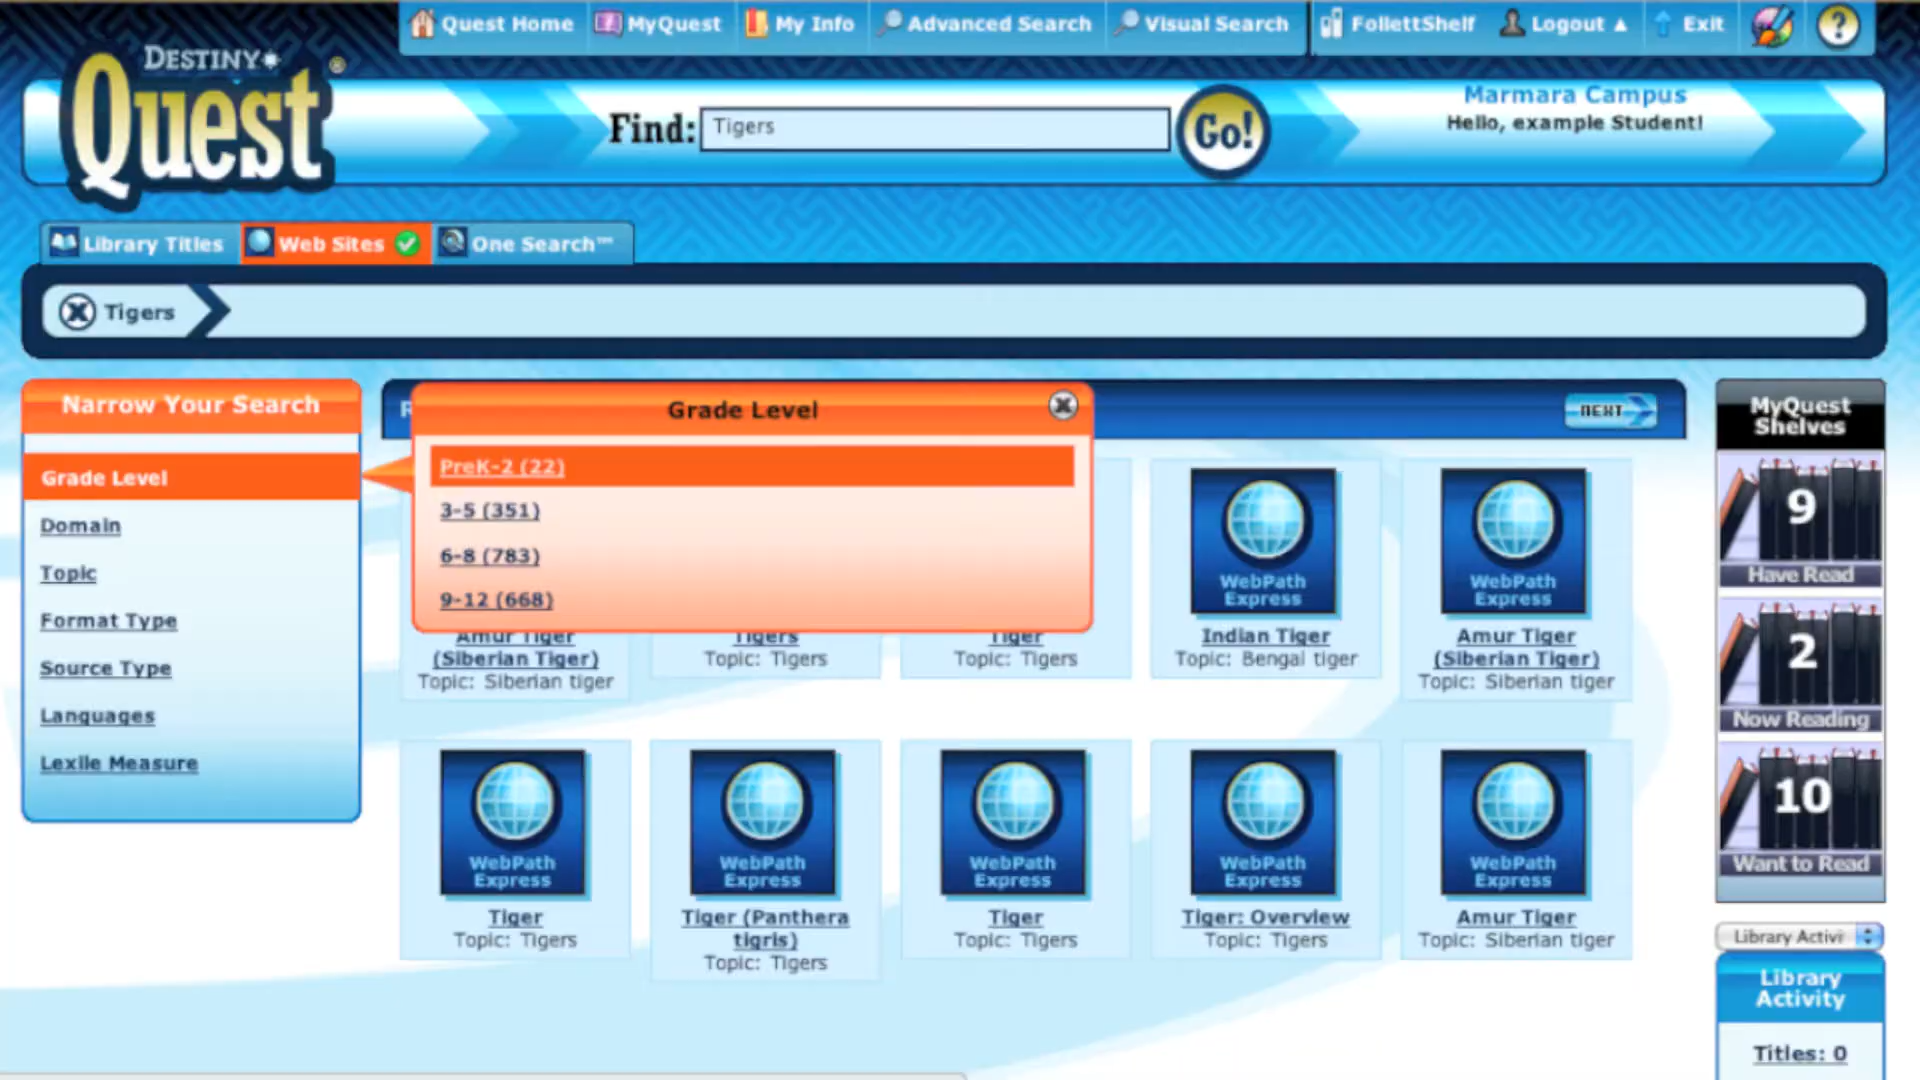 Quest Home
MyQuest
My Info
Advanced Search
Visual Search
FollettShelf
Logout ▲
Exit
?
DESTINY
Quest
®
Find:
Tigers
Go!
Marmara Campus
Hello, example Student!
Library Titles
Web Sites
One Search™
Tigers
Narrow Your Search
Grade Level
Domain
Topic
Format Type
Source Type
Languages
Lexile Measure
Grade Level
PreK-2 (22)
3-5 (351)
6-8 (783)
9-12 (668)
NEXT
WebPath
Express
WebPath
Express
Amur Tiger
(Siberian Tiger)
Topic: Siberian tiger
Tigers
Topic: Tigers
Tiger
Topic: Tigers
Indian Tiger
Topic: Bengal tiger
Amur Tiger
(Siberian Tiger)
Topic: Siberian tiger
WebPath
Express
WebPath
Express
WebPath
Express
WebPath
Express
WebPath
Express
Tiger
Topic: Tigers
Tiger (Panthera
tigris)
Topic: Tigers
Tiger
Topic: Tigers
Tiger: Overview
Topic: Tigers
Amur Tiger
Topic: Siberian tiger
MyQuest
Shelves
9
Have Read
2
Now Reading
10
Want to Read
Library Activi
Library
Activity
Titles: 0